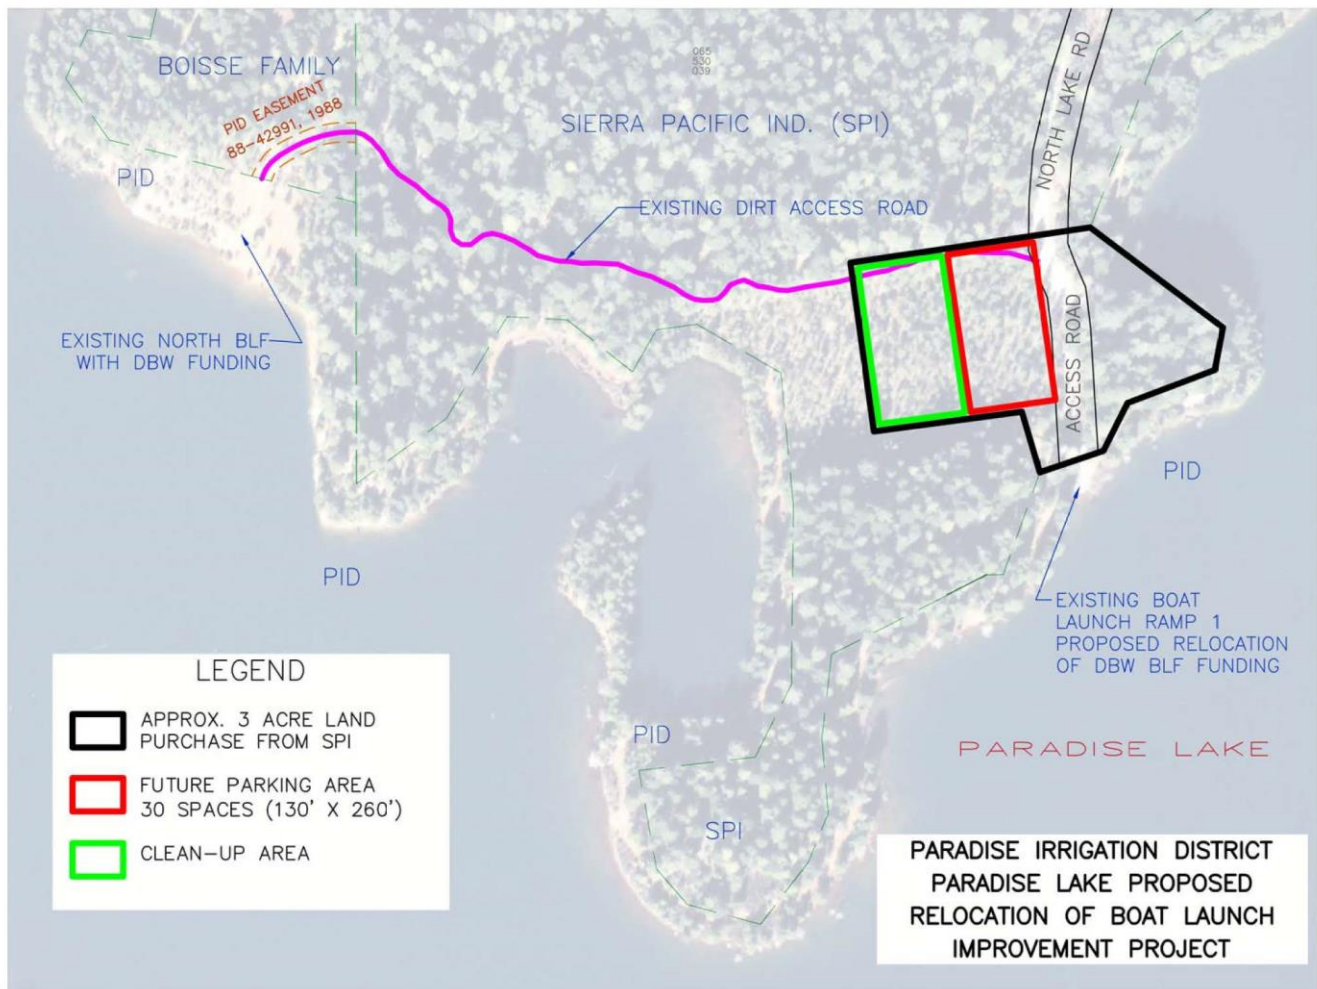 BOISSE FAMILY
PID EASEMENT
88-42991, 1988
065
530
039
SIERRA PACIFIC IND. (SPI)
NORTH LAKE RD
PID
EXISTING DIRT ACCESS ROAD
EXISTING NORTH BLF
WITH DBW FUNDING
ACCESS ROAD
PID
PID
EXISTING BOAT
LAUNCH RAMP 1
PROPOSED RELOCATION
OF DBW BLF FUNDING
LEGEND
APPROX. 3 ACRE LAND
PURCHASE FROM SPI
FUTURE PARKING AREA
30 SPACES (130' X 260')
CLEAN-UP AREA
PID
PARADISE LAKE
SPI
PARADISE IRRIGATION DISTRICT
PARADISE LAKE PROPOSED
RELOCATION OF BOAT LAUNCH
IMPROVEMENT PROJECT